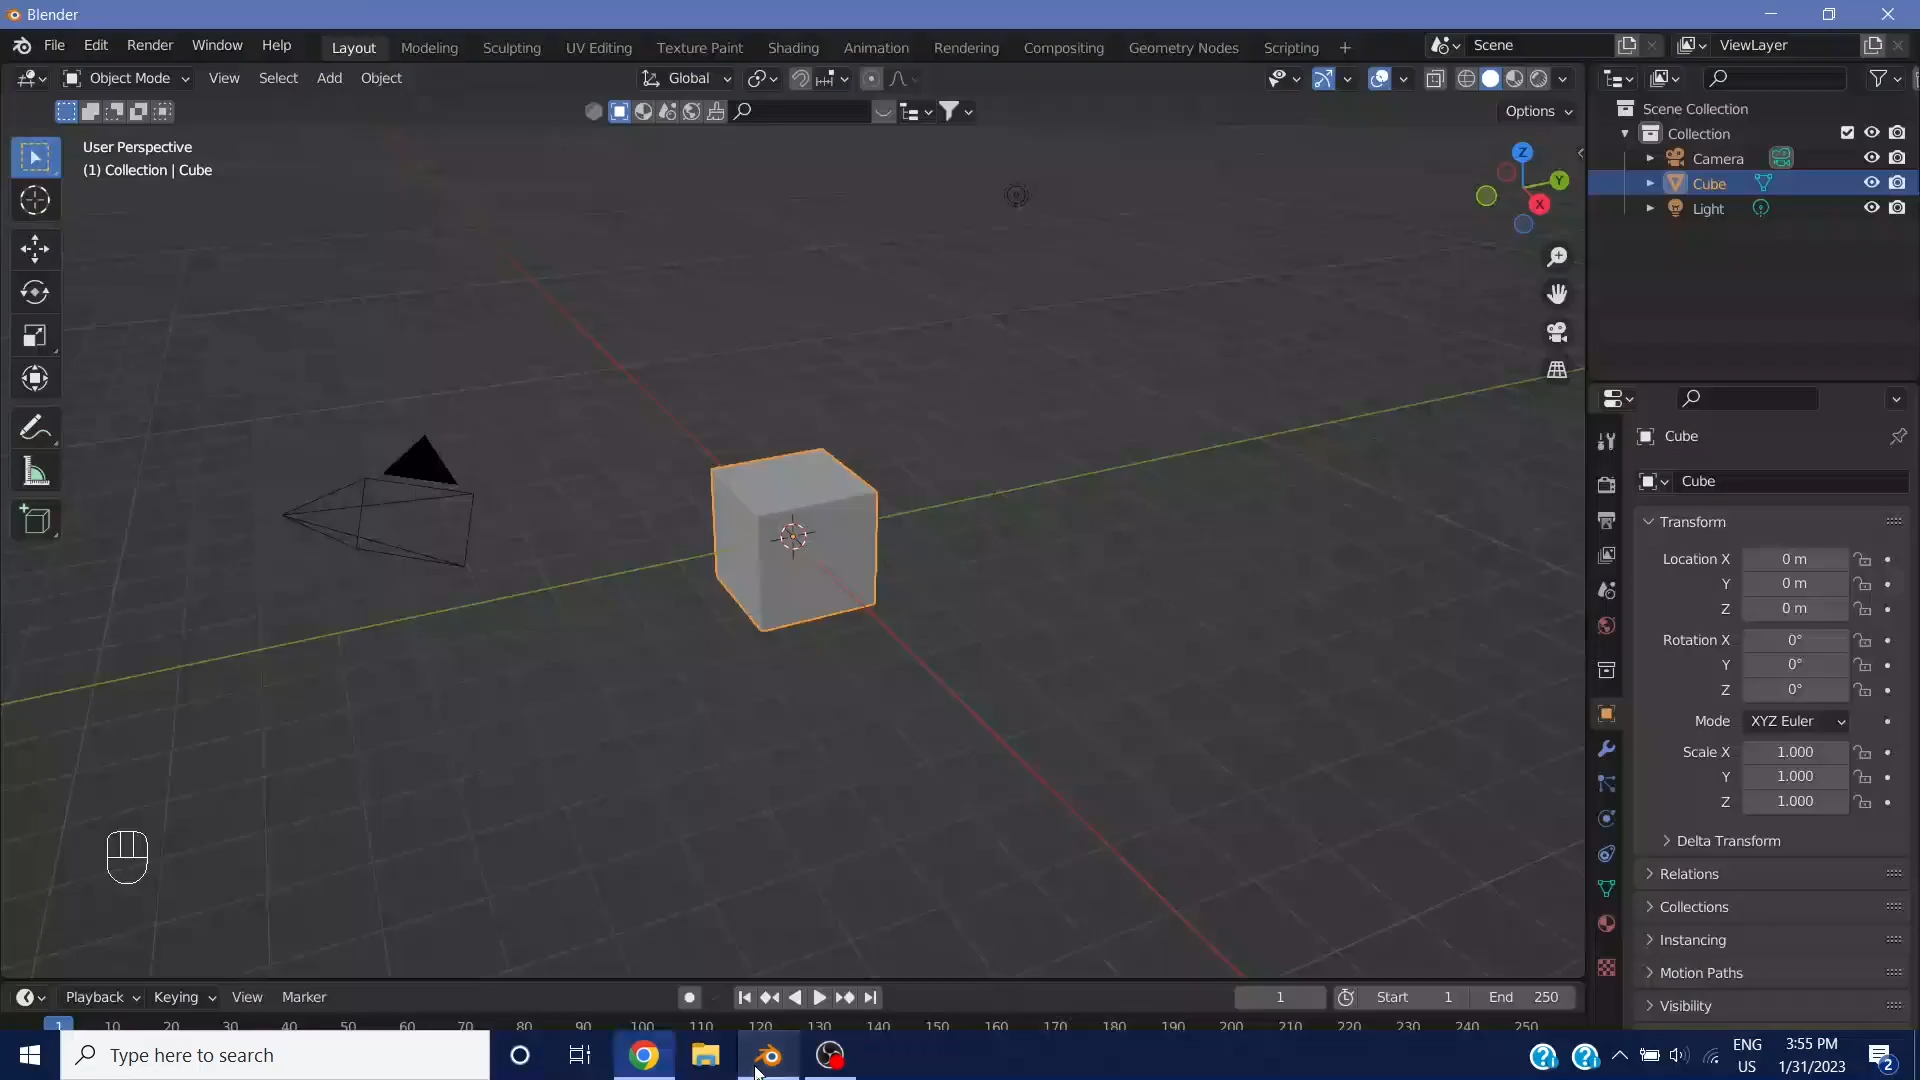 Blender
File Edit Render Window Help
Layout Modeling Sculpting UV Editing Texture Paint Shading Animation Rendering Compositing Geometry Nodes Scripting +
Scene
ViewLayer
Object Mode View Select Add Object
Global
Options
User Perspective
(1) Collection | Cube
Z
Y
X
Scene Collection
Collection
Camera
Cube
Light
Cube
Cube
Transform
Location X 0 m
Y 0 m
Z 0 m
Rotation X 0°
Y 0°
Z 0°
Mode XYZ Euler
Scale X 1.000
Y 1.000
Z 1.000
Delta Transform
Relations
Collections
Instancing
Motion Paths
Visibility
Playback Keying View Marker
1 Start 1 End 250
1 10 20 30 40 50 60 70 80 90 100 110 120 130 140 150 160 170 180 190 200 210 220 230 240 250
Type here to search
ENG
US
3:55 PM
1/31/2023
2